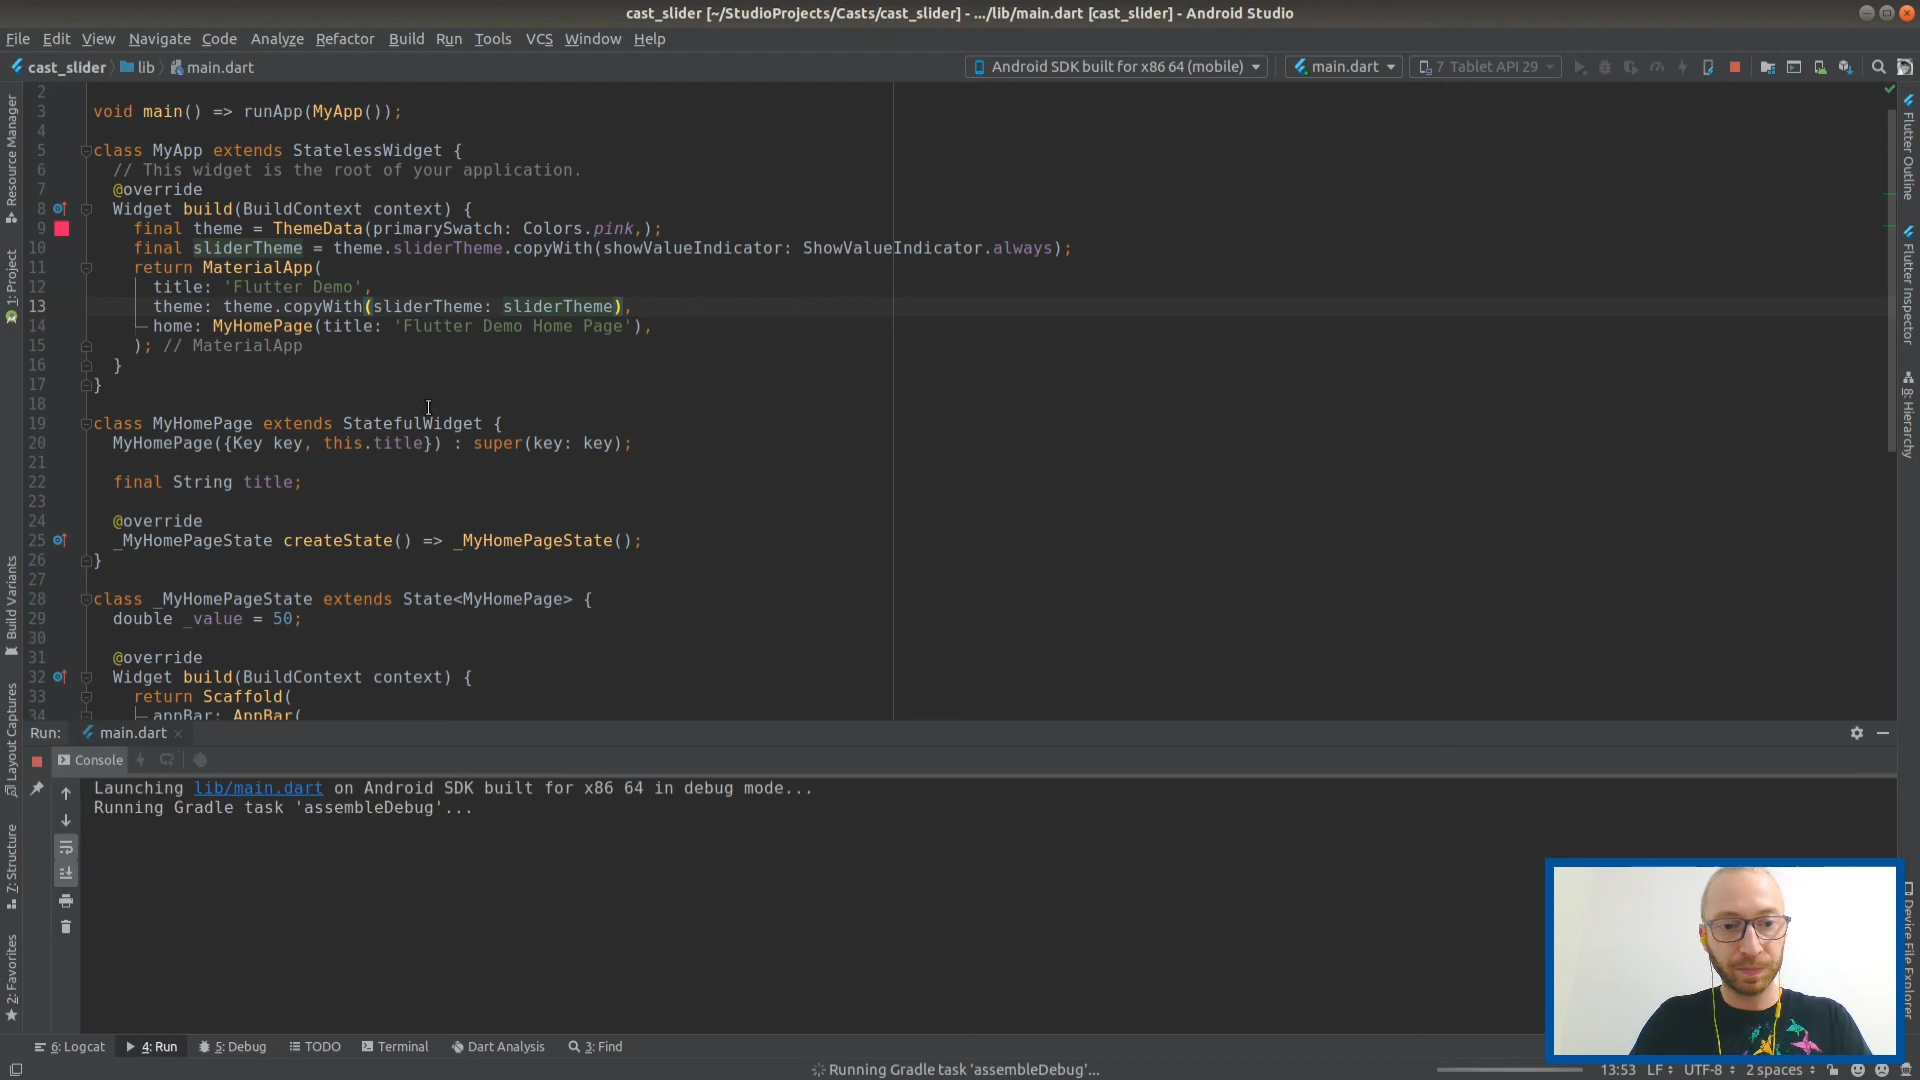 cast_slider [~/StudioProjects/Casts/cast_slider] - .../lib/main.dart [cast_slider] - Android Studio
File Edit View Navigate Code Analyze Refactor Build Run Tools VCS Window Help
cast_slider lib main.dart Android SDK built for x86 64 (mobile) main.dart 7 Tablet API 29
2
3 void main() => runApp(MyApp());
4
5 class MyApp extends StatelessWidget {
6 // This widget is the root of your application.
7 @override
8 Widget build(BuildContext context) {
9 final theme = ThemeData(primarySwatch: Colors.pink,);
10 final sliderTheme = theme.sliderTheme.copyWith(showValueIndicator: ShowValueIndicator.always);
11 return MaterialApp(
12 title: 'Flutter Demo',
13 theme: theme.copyWith(sliderTheme: sliderTheme),
14 home: MyHomePage(title: 'Flutter Demo Home Page'),
15 ); // MaterialApp
16 }
17 }
18
19 class MyHomePage extends StatefulWidget {
20 MyHomePage({Key key, this.title}) : super(key: key);
21
22 final String title;
23
24 @override
25 _MyHomePageState createState() => _MyHomePageState();
26 }
27
28 class _MyHomePageState extends State<MyHomePage> {
29 double _value = 50;
30
31 @override
32 Widget build(BuildContext context) {
33 return Scaffold(
34 appBar: AppBar(
Resource Manager
1: Project
Build Variants
Layout Captures
7: Structure
2: Favorites
Flutter Outline
Flutter Inspector
8: Hierarchy
Device File Explorer
Run: main.dart
Console
Launching lib/main.dart on Android SDK built for x86 64 in debug mode...
Running Gradle task 'assembleDebug'...
6: Logcat 4: Run 5: Debug TODO Terminal Dart Analysis 3: Find
Running Gradle task 'assembleDebug'... 13:53 LF UTF-8 2 spaces